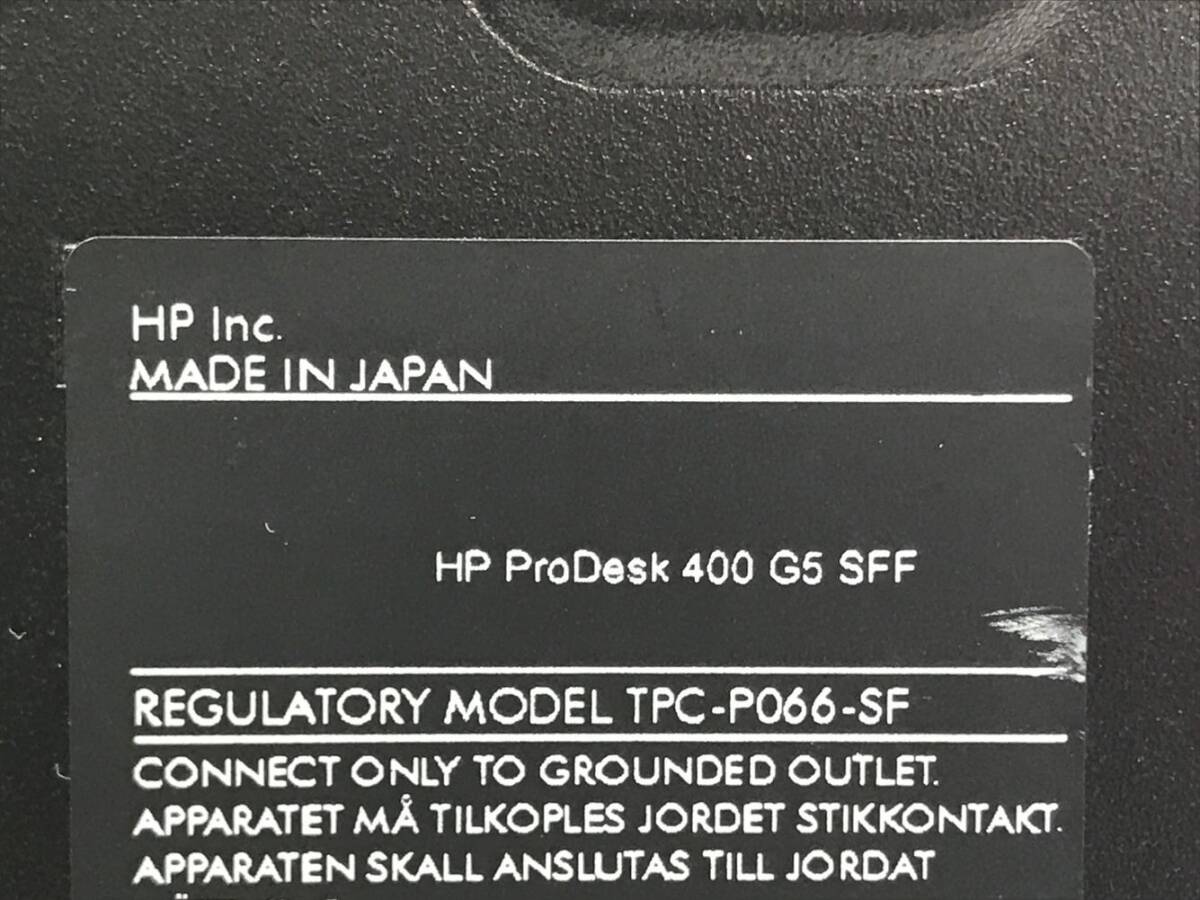 HP Inc.
MADE IN JAPAN
HP ProDesk 400 G5 SFF
REGULATORY MODEL TPC-P066-SF
CONNECT ONLY TO GROUNDED OUTLET.
APPARATET MÅ TILKOPLES JORDET STIKKONTAKT.
APPARATEN SKALL ANSLUTAS TILL JORDAT